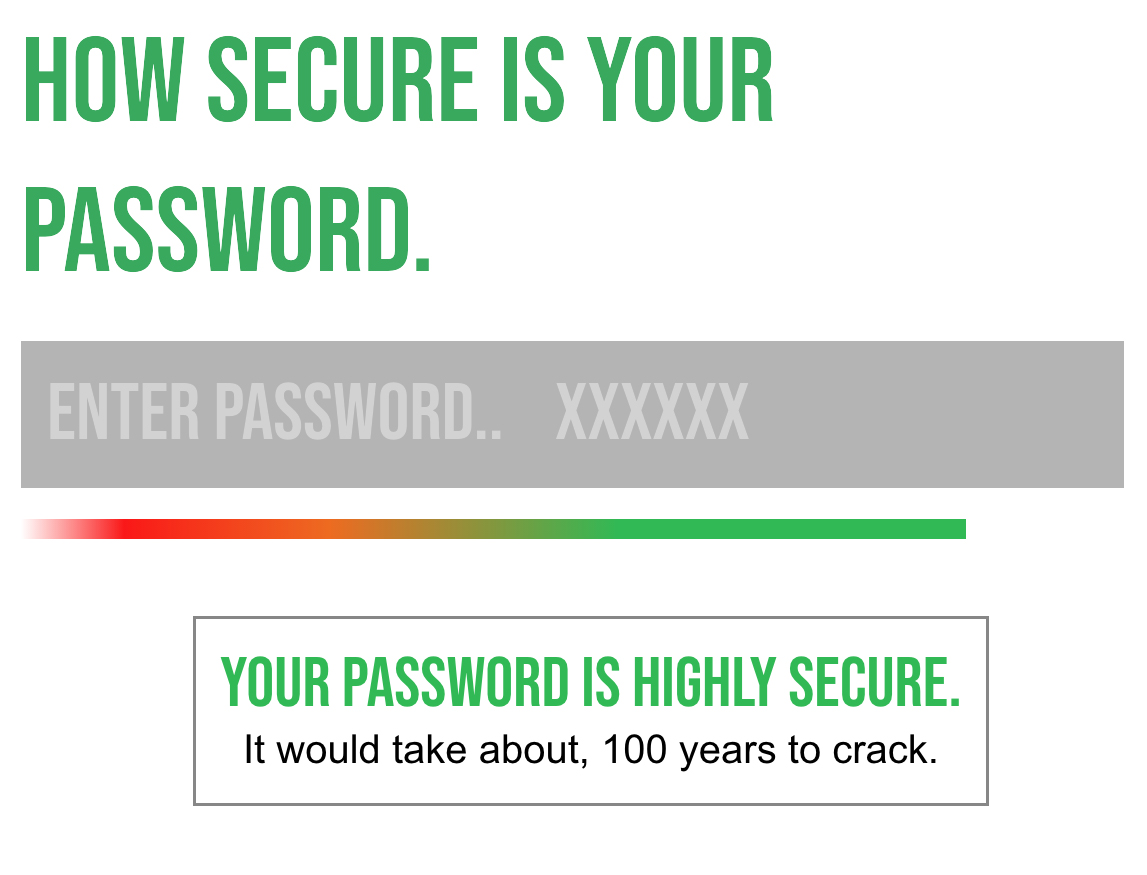 HOW SECURE IS YOUR
PASSWORD.
ENTER PASSWORD.. XXXXXX
YOUR PASSWORD IS HIGHLY SECURE.
It would take about, 100 years to crack.